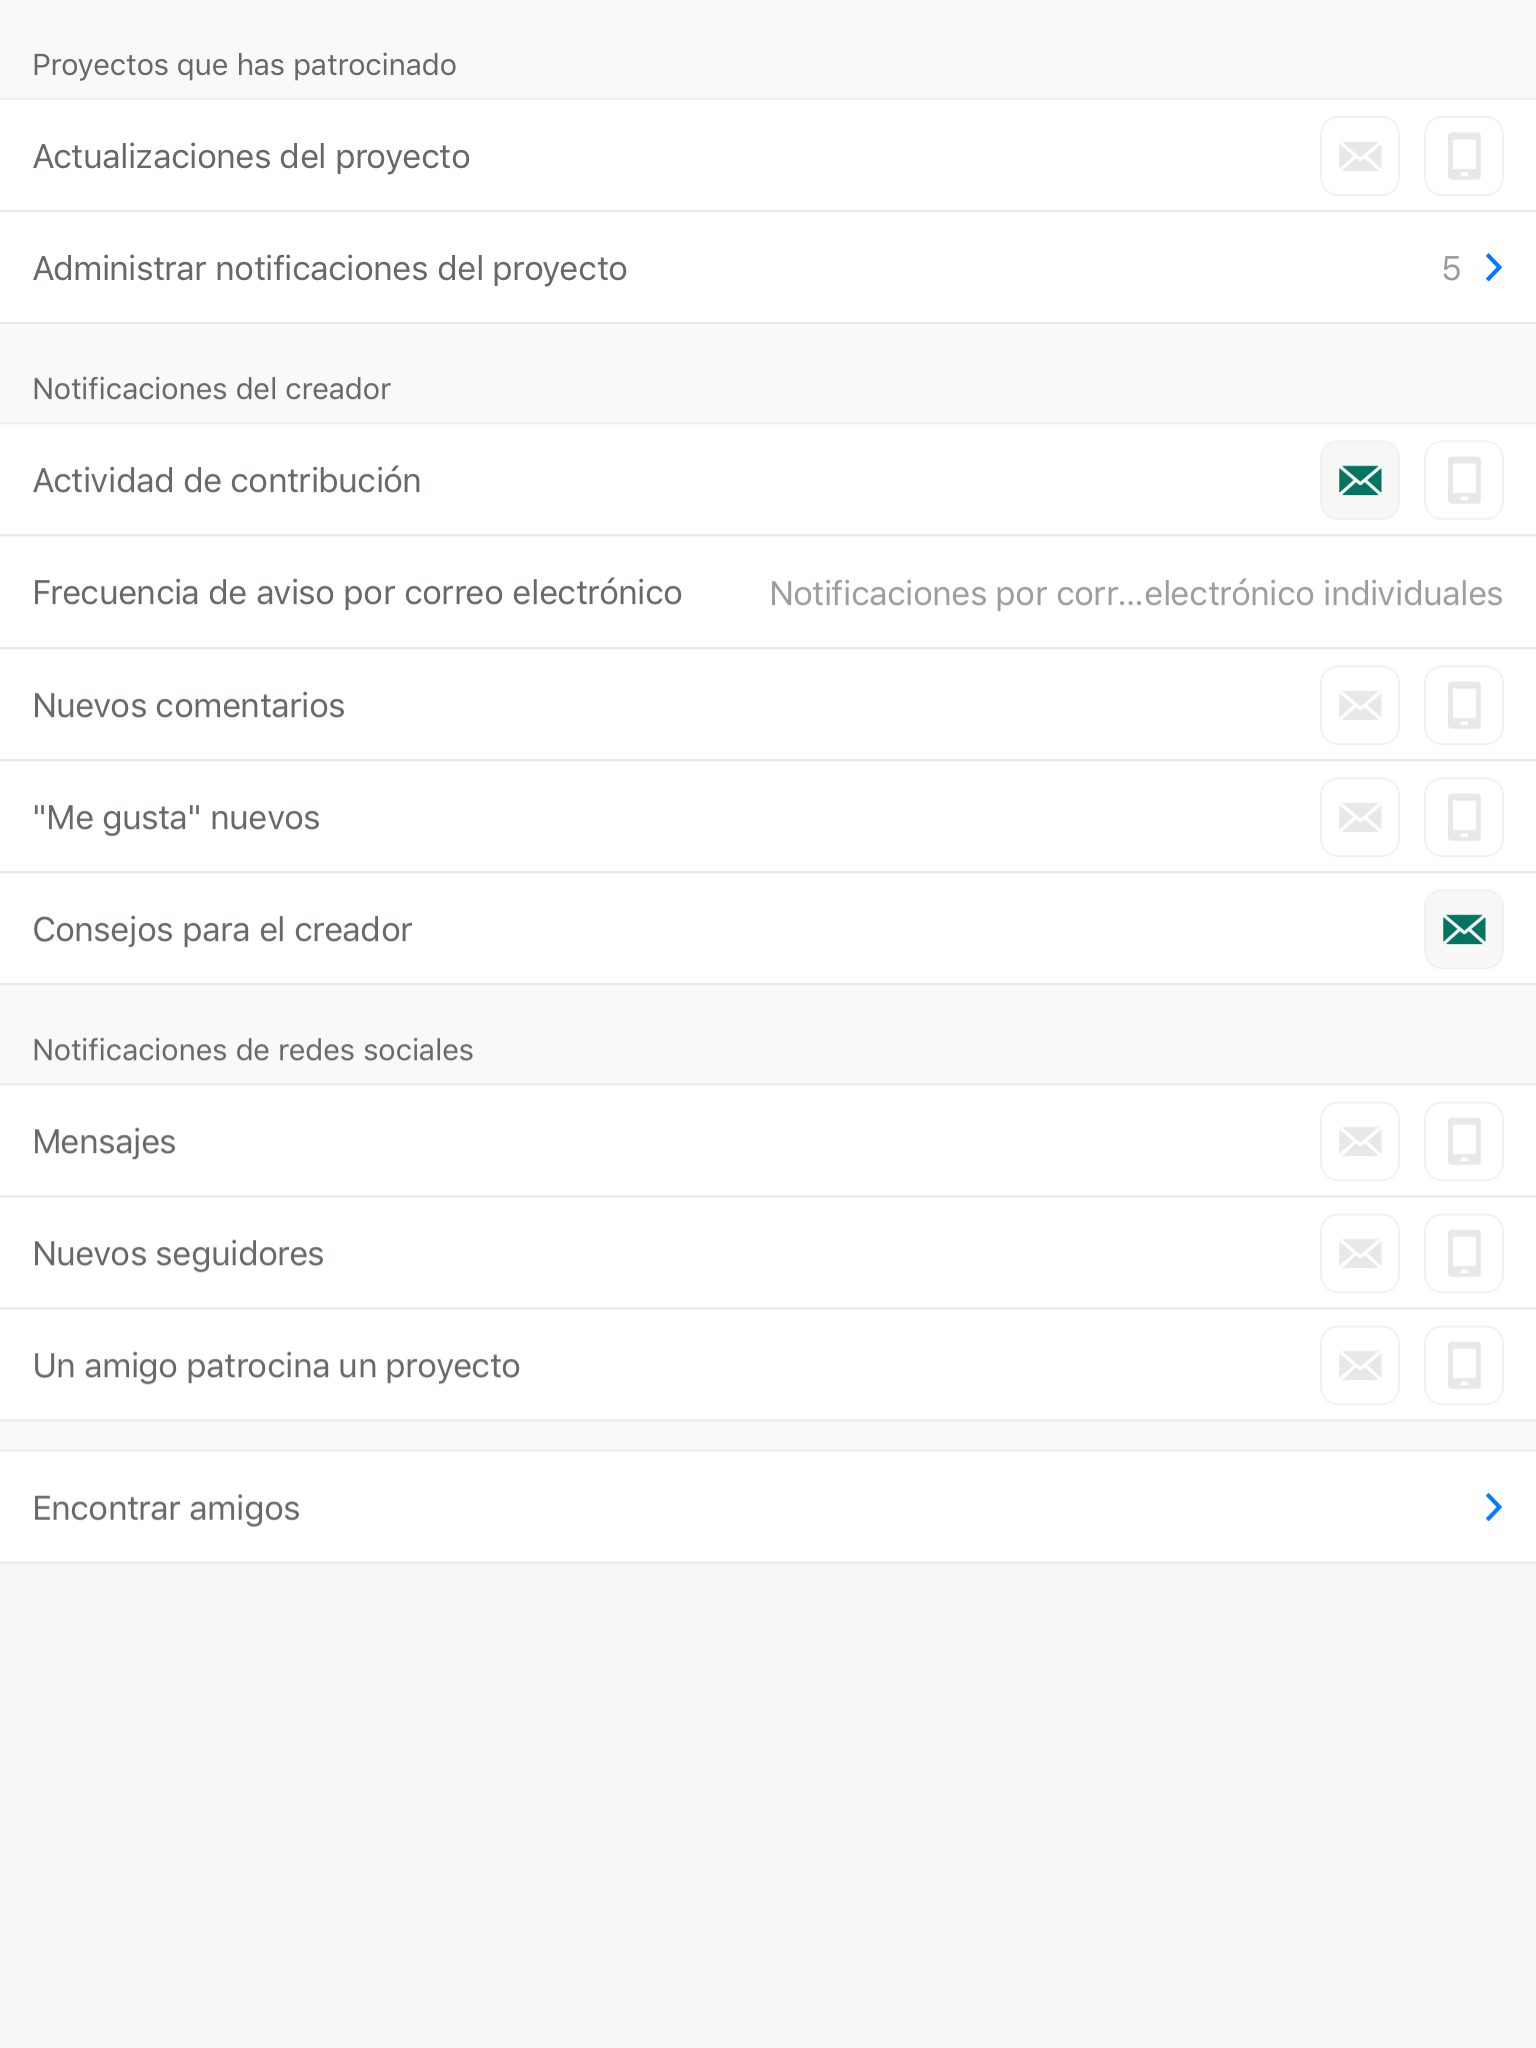 Proyectos que has patrocinado
Actualizaciones del proyecto
Administrar notificaciones del proyecto 5
Notificaciones del creador
Actividad de contribución
Frecuencia de aviso por correo electrónico Notificaciones por corr...electrónico individuales
Nuevos comentarios
"Me gusta" nuevos
Consejos para el creador
Notificaciones de redes sociales
Mensajes
Nuevos seguidores
Un amigo patrocina un proyecto
Encontrar amigos